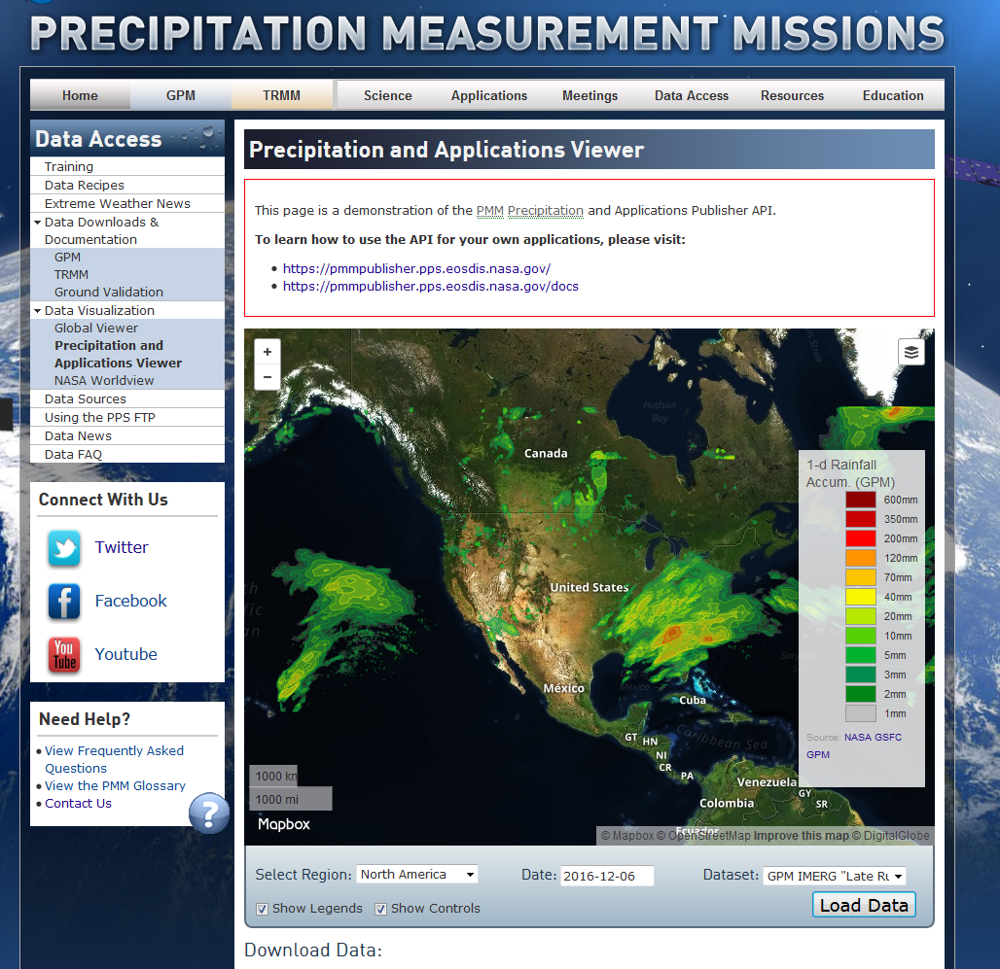 PRECIPITATION MEASUREMENT MISSIONS
Home GPM TRMM Science Applications Meetings Data Access Resources Education
Data Access
Training
Data Recipes
Extreme Weather News
Data Downloads &
Documentation
GPM
TRMM
Ground Validation
Data Visualization
Global Viewer
Precipitation and
Applications Viewer
NASA Worldview
Data Sources
Using the PPS FTP
Data News
Data FAQ
Connect With Us
Twitter
Facebook
You
Tube
Youtube
Need Help?
View Frequently Asked
Questions
View the PMM Glossary
Contact Us
?
Precipitation and Applications Viewer
This page is a demonstration of the PMM Precipitation and Applications Publisher API.
To learn how to use the API for your own applications, please visit:
https://pmmpublisher.pps.eosdis.nasa.gov/
https://pmmpublisher.pps.eosdis.nasa.gov/docs
+
−
Hudson
Bay
Canada
United States
México
Mexico
Cuba
Caribbean Sea
GT
HN
NI
CR
PA
Venezuela
GY
Colombia
SR
Ecuador
1-d Rainfall
Accum. (GPM)
600mm
350mm
200mm
120mm
70mm
40mm
20mm
10mm
5mm
3mm
2mm
1mm
Source: NASA GSFC
GPM
1000 km
1000 mi
Mapbox
© Mapbox © OpenStreetMap Improve this map © DigitalGlobe
Select Region: North America Date: 2016-12-06 Dataset: GPM IMERG "Late Ru
Show Legends Show Controls Load Data
Download Data: